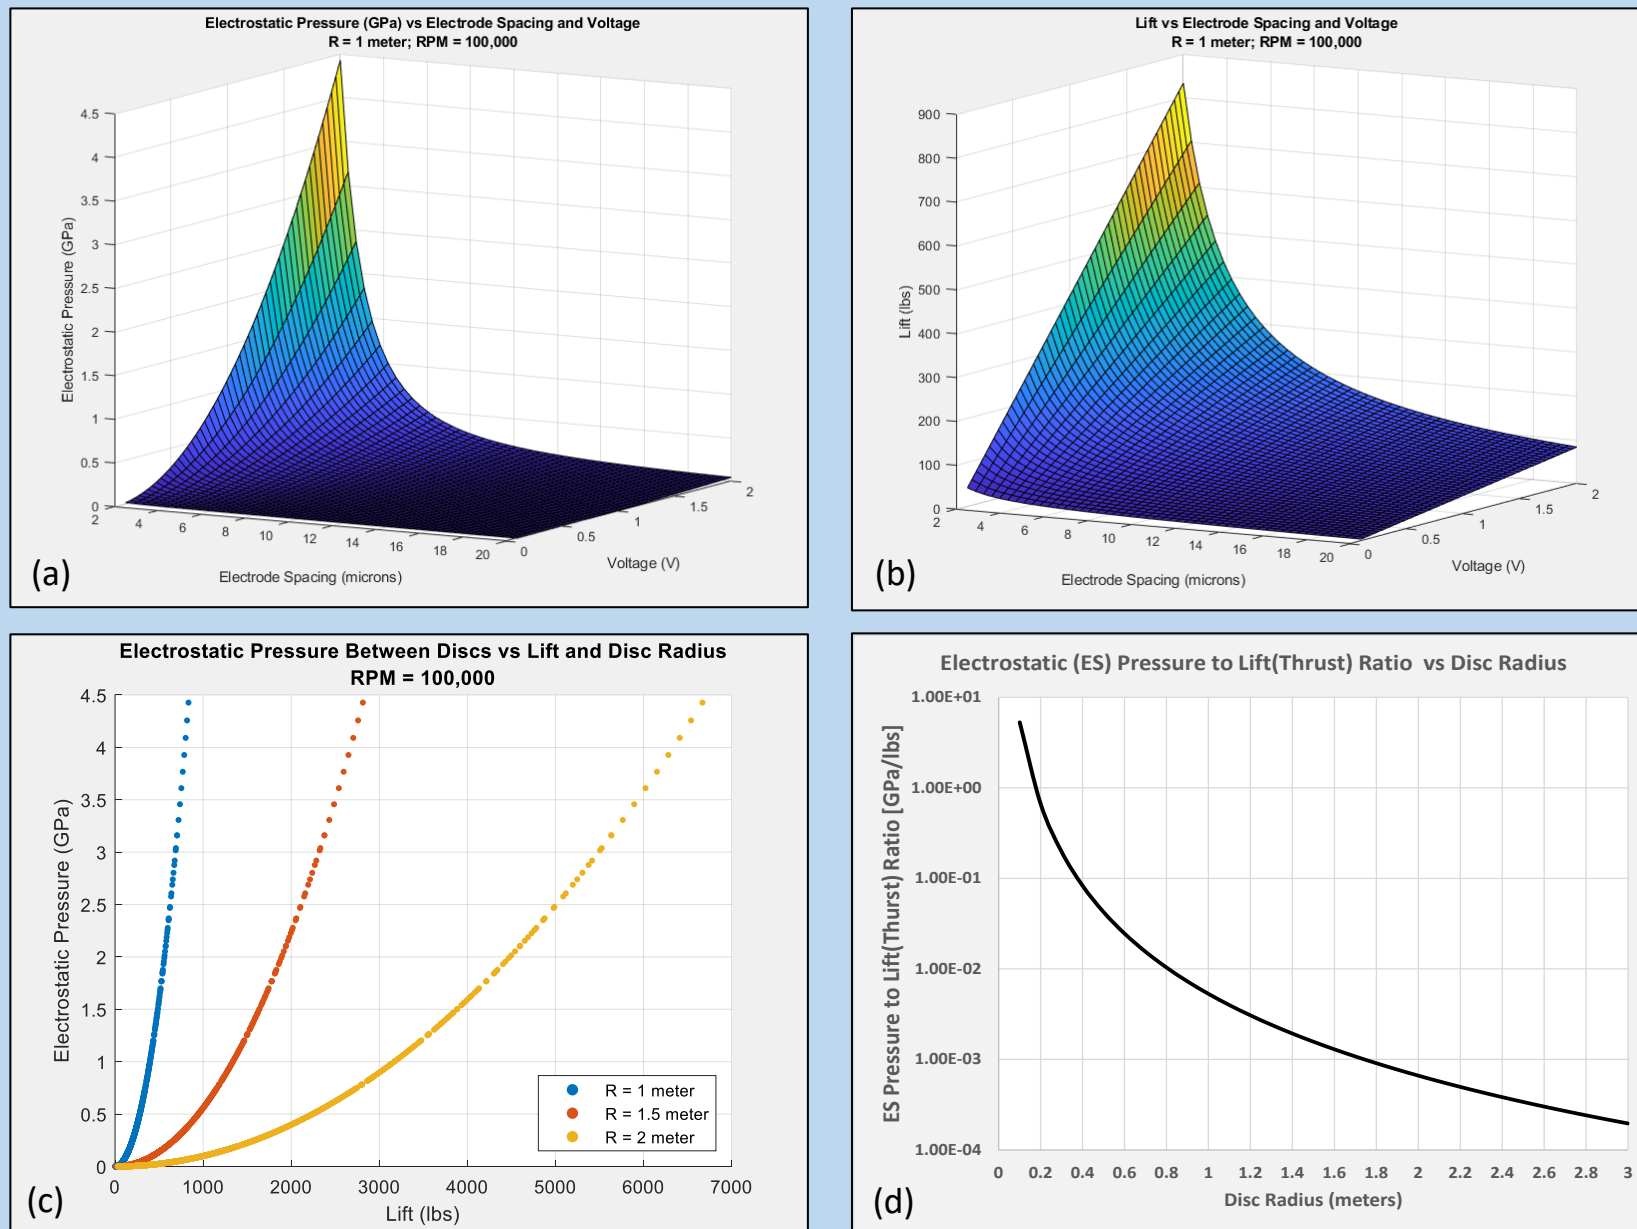 Electrostatic Pressure (GPa) vs Electrode Spacing and Voltage
R = 1 meter; RPM = 100,000
4.5
4
3.5
3
2.5
2
1.5
1
0.5
0
Electrostatic Pressure (GPa)
2
4
6
8
10
12
14
16
18
20
Electrode Spacing (microns)
0
0.5
1
1.5
2
Voltage (V)
(a)
Lift vs Electrode Spacing and Voltage
R = 1 meter; RPM = 100,000
900
800
700
600
500
400
300
200
100
0
Lift (lbs)
2
4
6
8
10
12
14
16
18
20
Electrode Spacing (microns)
0
0.5
1
1.5
2
Voltage (V)
(b)
Electrostatic Pressure Between Discs vs Lift and Disc Radius
RPM = 100,000
4.5
4
3.5
3
2.5
2
1.5
1
0.5
0
Electrostatic Pressure (GPa)
R = 1 meter
R = 1.5 meter
R = 2 meter
0 1000 2000 3000 4000 5000 6000 7000
Lift (lbs)
(c)
Electrostatic (ES) Pressure to Lift(Thrust) Ratio vs Disc Radius
1.00E+01
1.00E+00
1.00E-01
1.00E-02
1.00E-03
1.00E-04
ES Pressure to Lift(Thurst) Ratio [GPa/lbs]
0 0.2 0.4 0.6 0.8 1 1.2 1.4 1.6 1.8 2 2.2 2.4 2.6 2.8 3
Disc Radius (meters)
(d)